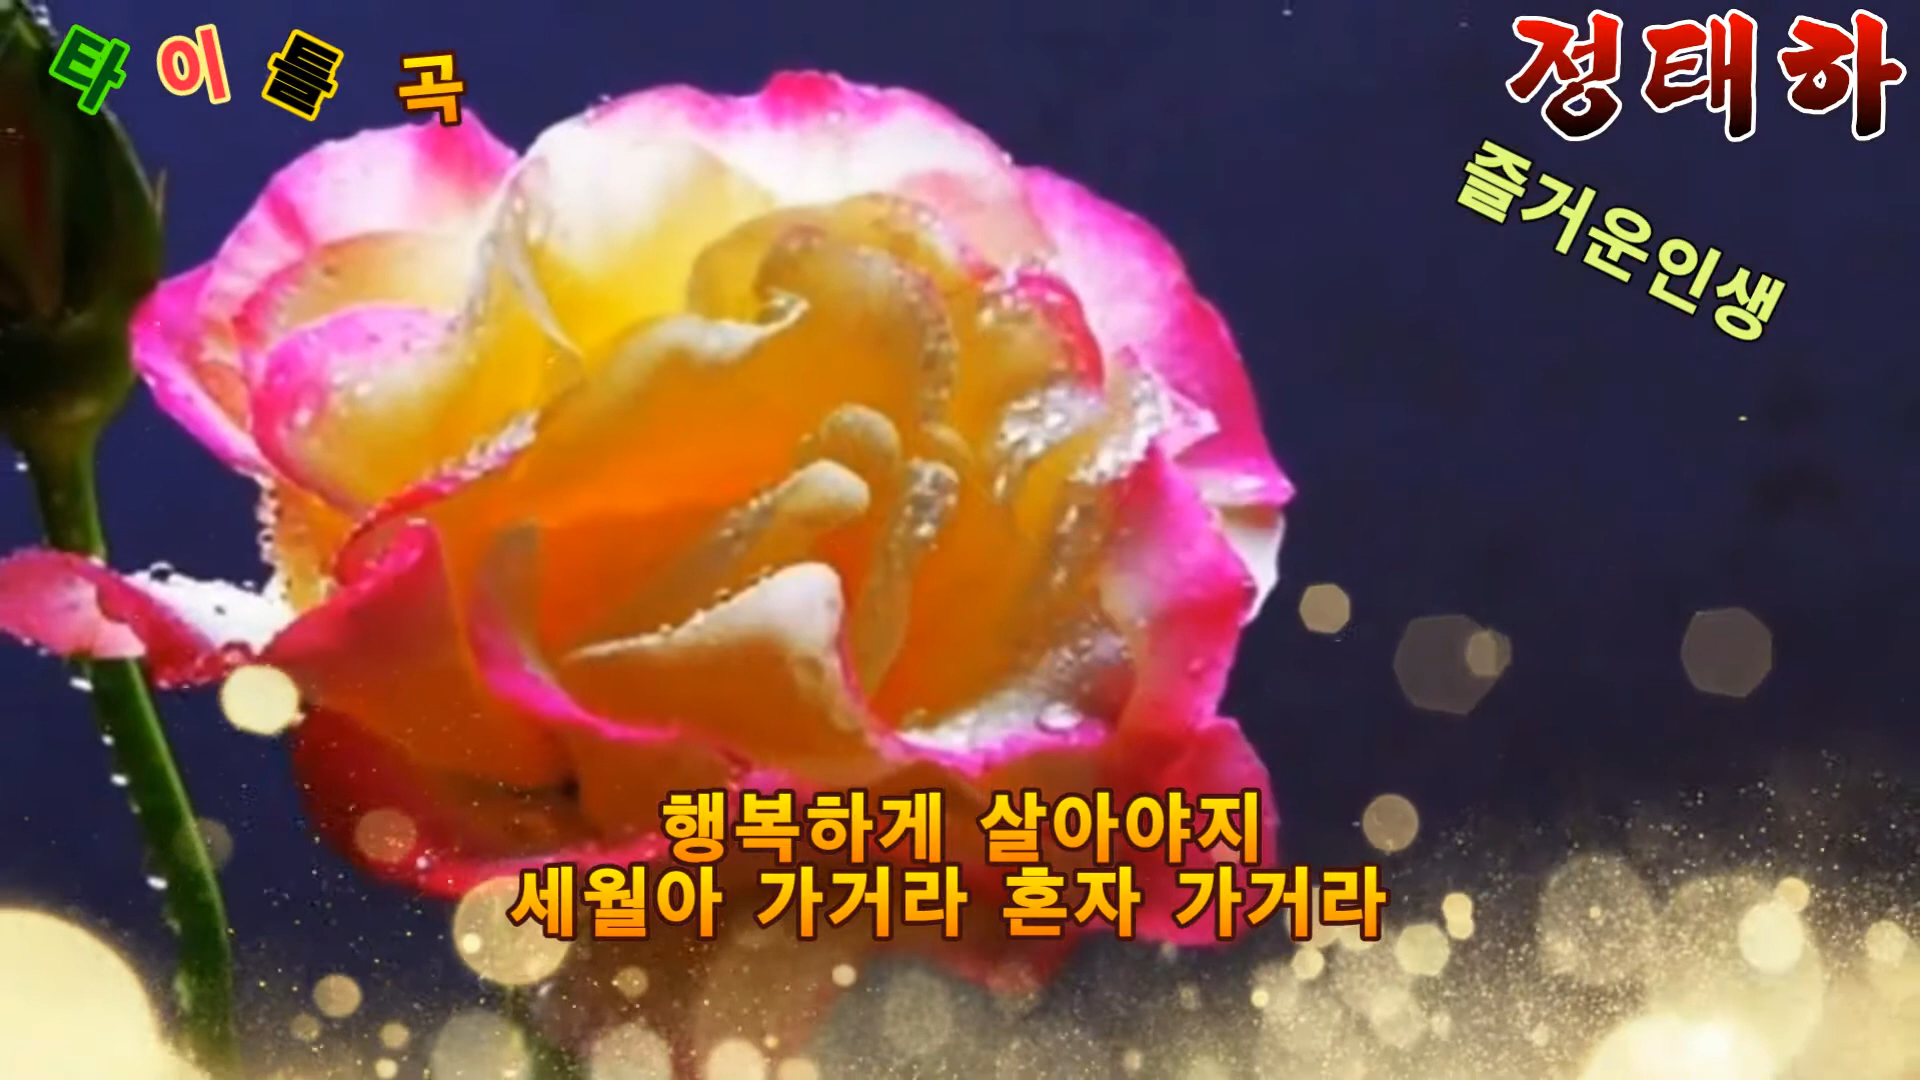 타이틀 곡
정태하
즐거운인생
행복하게 살아야지
세월아 가거라 혼자 가거라